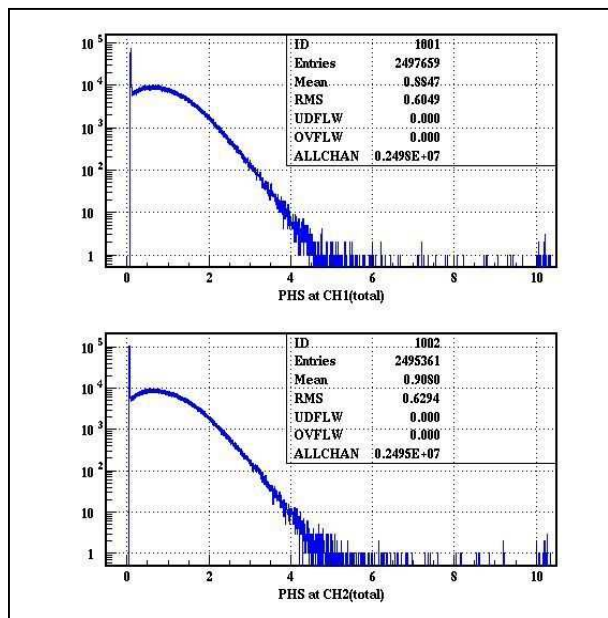 ID 1001
Entries 2497659
Mean 0.8847
RMS 0.6049
UDFLW 0.000
OVFLW 0.000
ALLCHAN 0.2498E+07
10^5
10^4
10^3
10^2
10
1
0 2 4 6 8 10
PHS at CH1(total)
ID 1002
Entries 2495361
Mean 0.9080
RMS 0.6294
UDFLW 0.000
OVFLW 0.000
ALLCHAN 0.2495E+07
10^5
10^4
10^3
10^2
10
1
0 2 4 6 8 10
PHS at CH2(total)